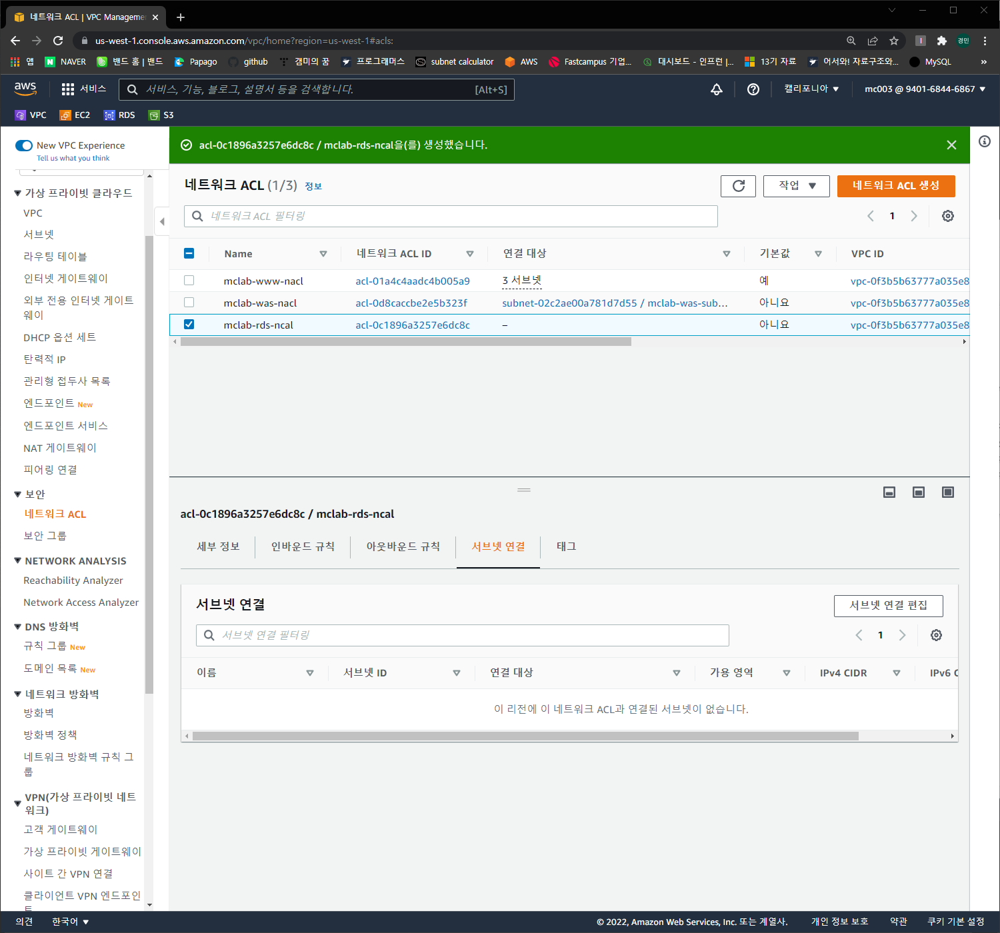 네트워크 ACL | VPC Manageme
us-west-1.console.aws.amazon.com/vpc/home?region=us-west-1#acls:
I
경민
앱 NAVER 밴드 홈 | 밴드 Papago github 캠미의 꿈 프로그래머스 subnet calculator AWS Fastcampus 기업... 대시보드 - 인프런 |... 13기 자료 어서와! 자료구조와... MySQL »
aws 서비스 서비스, 기능, 블로그, 설명서 등을 검색합니다. [Alt+S] 캘리포니아 mc003 @ 9401-6844-6867
VPC EC2 RDS S3
New VPC Experience
Tell us what you think
가상 프라이빗 클라우드
VPC
서브넷
라우팅 테이블
인터넷 게이트웨이
외부 전용 인터넷 게이트
웨이
DHCP 옵션 세트
탄력적 IP
관리형 접두사 목록
엔드포인트 New
엔드포인트 서비스
NAT 게이트웨이
피어링 연결
보안
네트워크 ACL
보안 그룹
NETWORK ANALYSIS
Reachability Analyzer
Network Access Analyzer
DNS 방화벽
규칙 그룹 New
도메인 목록 New
네트워크 방화벽
방화벽
방화벽 정책
네트워크 방화벽 규칙 그
룹
VPN(가상 프라이빗 네트
워크)
고객 게이트웨이
가상 프라이빗 게이트웨이
사이트 간 VPN 연결
클라이언트 VPN 엔드포인
트
acl-0c1896a3257e6dc8c / mclab-rds-ncal을(를) 생성했습니다.
네트워크 ACL (1/3) 정보
작업
네트워크 ACL 생성
네트워크 ACL 필터링
1
Name 네트워크 ACL ID 연결 대상 기본값 VPC ID
mclab-www-nacl acl-01a4c4aadc4b005a9 3 서브넷 예 vpc-0f3b5b63777a035e8
mclab-was-nacl acl-0d8caccbe2e5b323f subnet-02c2ae00a781d7d55 / mclab-was-sub... 아니요 vpc-0f3b5b63777a035e8
mclab-rds-ncal acl-0c1896a3257e6dc8c – 아니요 vpc-0f3b5b63777a035e8
acl-0c1896a3257e6dc8c / mclab-rds-ncal
세부 정보 인바운드 규칙 아웃바운드 규칙 서브넷 연결 태그
서브넷 연결
서브넷 연결 편집
서브넷 연결 필터링
1
이름 서브넷 ID 연결 대상 가용 영역 IPv4 CIDR IPv6 C
이 리전에 이 네트워크 ACL과 연결된 서브넷이 없습니다.
의견 한국어 © 2022, Amazon Web Services, Inc. 또는 계열사. 개인 정보 보호 약관 쿠키 기본 설정